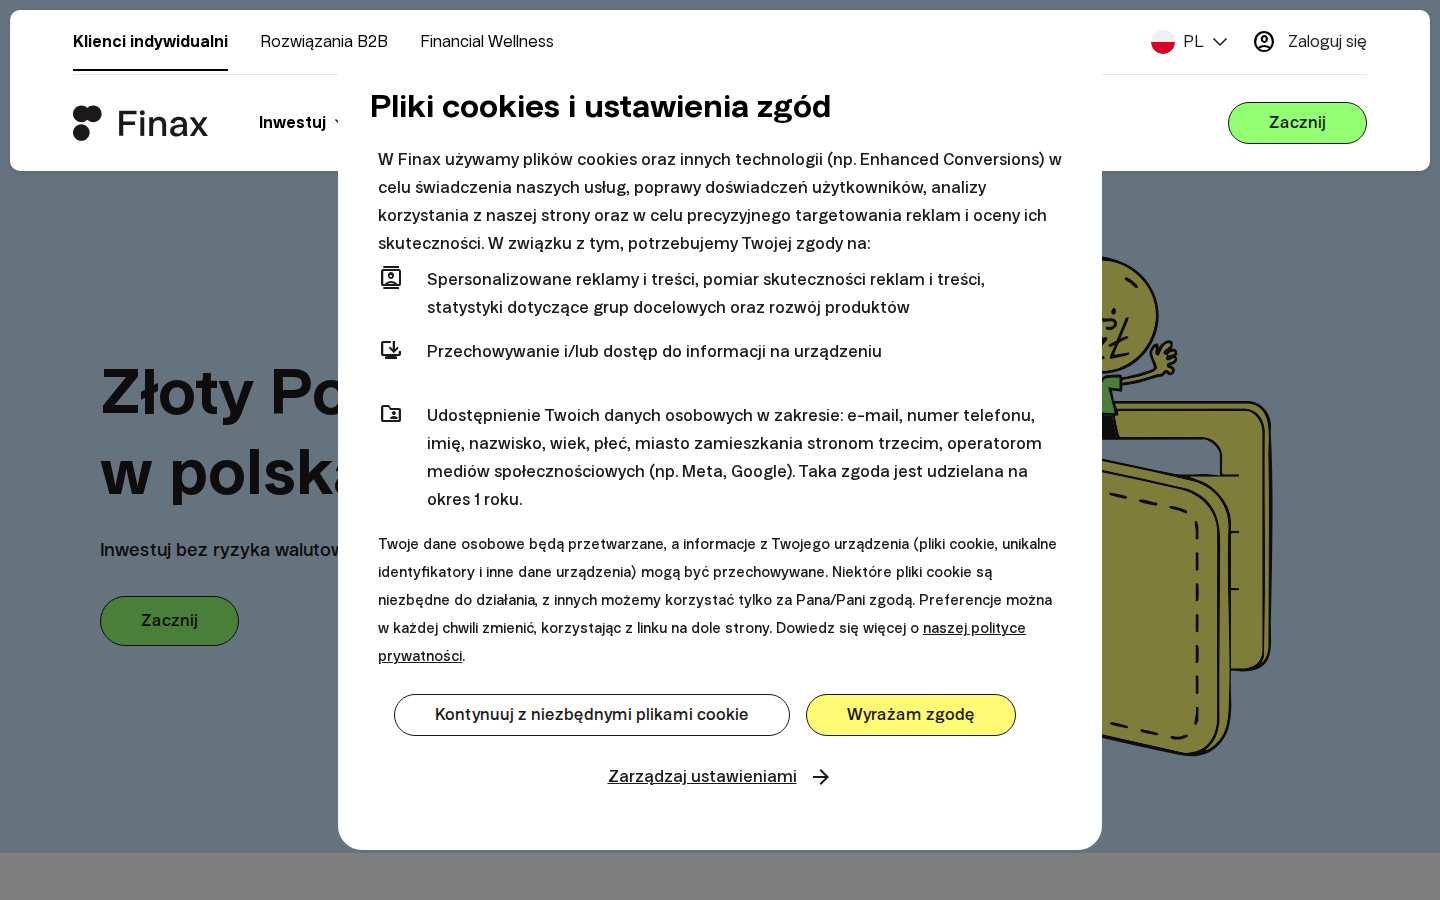 Klienci indywidualni
Rozwiązania B2B
Financial Wellness
PL
Zaloguj się
Finax
Inwestuj
Zacznij
Pliki cookies i ustawienia zgód
W Finax używamy plików cookies oraz innych technologii (np. Enhanced Conversions) w
celu świadczenia naszych usług, poprawy doświadczeń użytkowników, analizy
korzystania z naszej strony oraz w celu precyzyjnego targetowania reklam i oceny ich
skuteczności. W związku z tym, potrzebujemy Twojej zgody na:
Spersonalizowane reklamy i treści, pomiar skuteczności reklam i treści,
statystyki dotyczące grup docelowych oraz rozwój produktów
Przechowywanie i/lub dostęp do informacji na urządzeniu
Udostępnienie Twoich danych osobowych w zakresie: e-mail, numer telefonu,
imię, nazwisko, wiek, płeć, miasto zamieszkania stronom trzecim, operatorom
mediów społecznościowych (np. Meta, Google). Taka zgoda jest udzielana na
okres 1 roku.
Twoje dane osobowe będą przetwarzane, a informacje z Twojego urządzenia (pliki cookie, unikalne
identyfikatory i inne dane urządzenia) mogą być przechowywane. Niektóre pliki cookie są
niezbędne do działania, z innych możemy korzystać tylko za Pana/Pani zgodą. Preferencje można
w każdej chwili zmienić, korzystając z linku na dole strony. Dowiedz się więcej o naszej polityce
prywatności.
Kontynuuj z niezbędnymi plikami cookie
Wyrażam zgodę
Zarządzaj ustawieniami
Złoty
w
Inwestuj bez ryzyka
Zacznij